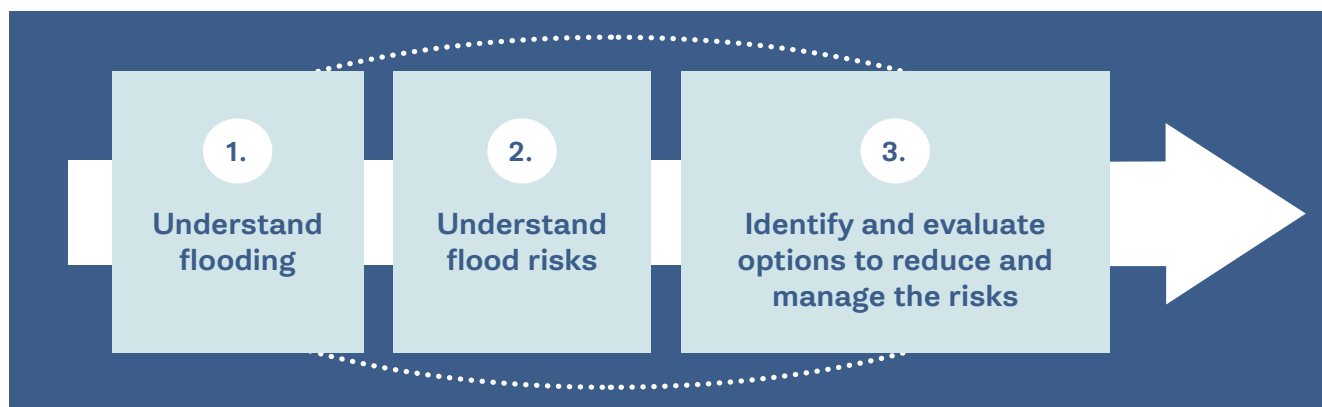 1.
Understand
flooding
2.
Understand
flood risks
3.
Identify and evaluate
options to reduce and
manage the risks